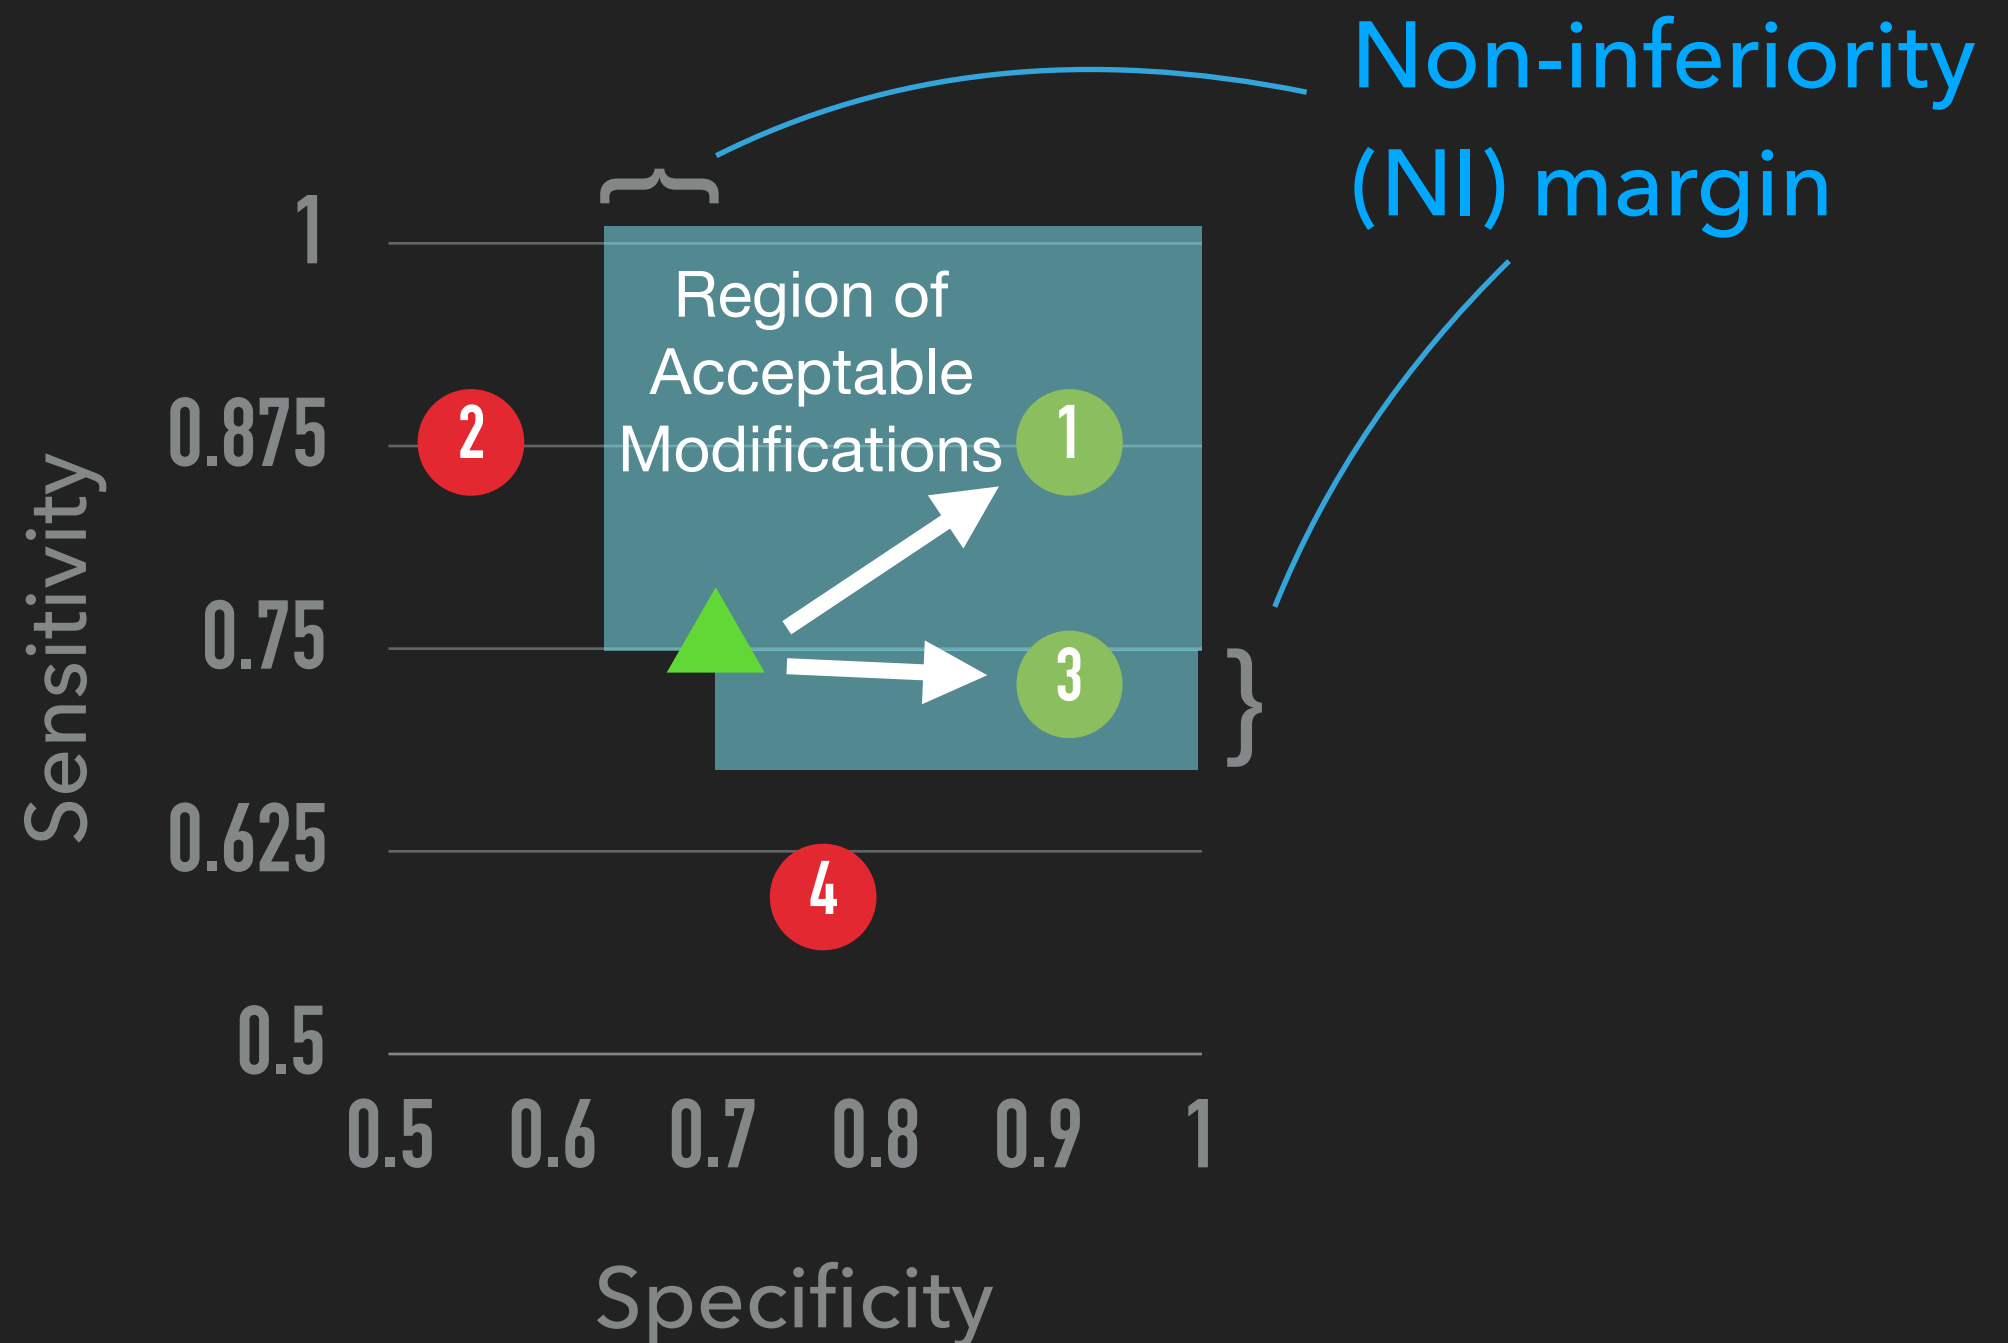 Non-inferiority
(NI) margin
1
Region of
Acceptable
Modifications
0.875
2
1
Sensitivity
0.75
3
0.625
4
0.5
0.5 0.6 0.7 0.8 0.9 1
Specificity